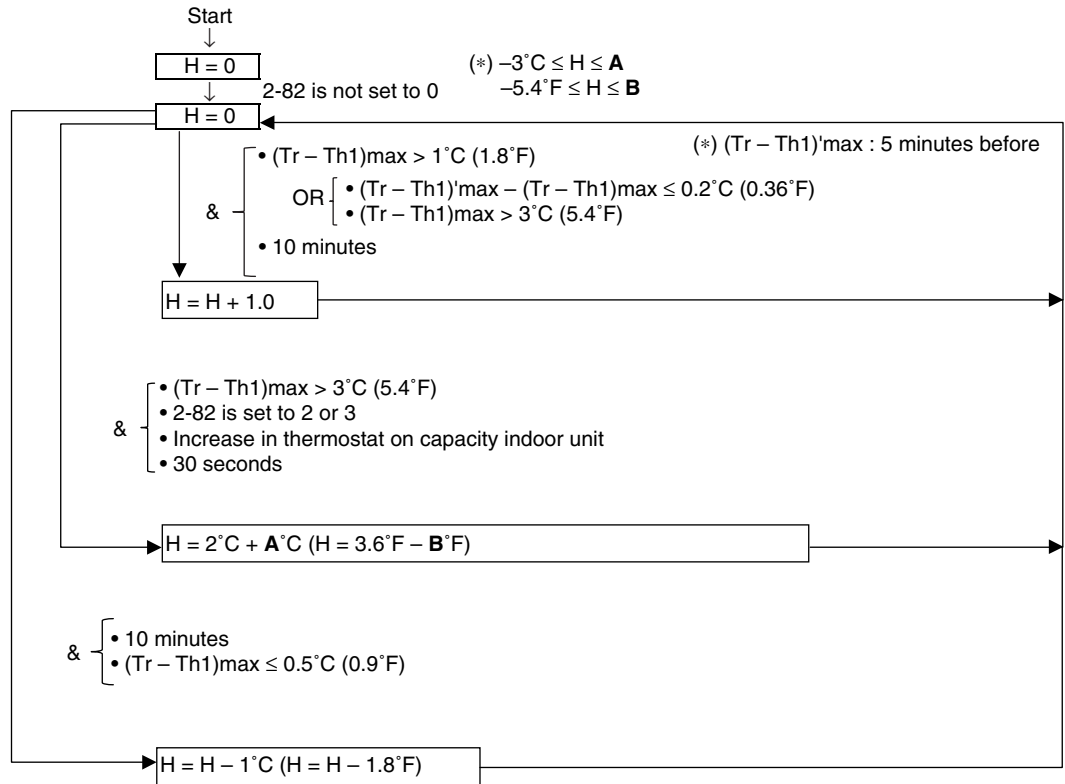 Start
↓
H = 0
(*) –3˚C ≤ H ≤ A
–5.4˚F ≤ H ≤ B
↓
2-82 is not set to 0
H = 0
(*) (Tr – Th1)'max : 5 minutes before
• (Tr – Th1)max > 1˚C (1.8˚F)
OR
• (Tr – Th1)'max – (Tr – Th1)max ≤ 0.2˚C (0.36˚F)
• (Tr – Th1)max > 3˚C (5.4˚F)
&
• 10 minutes
H = H + 1.0
• (Tr – Th1)max > 3˚C (5.4˚F)
• 2-82 is set to 2 or 3
&
• Increase in thermostat on capacity indoor unit
• 30 seconds
H = 2˚C + A˚C (H = 3.6˚F – B˚F)
&
• 10 minutes
• (Tr – Th1)max ≤ 0.5˚C (0.9˚F)
H = H – 1˚C (H = H – 1.8˚F)